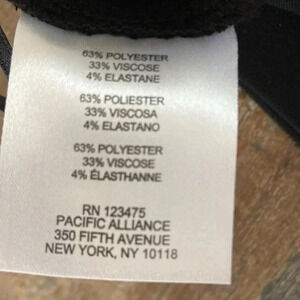 63% POLYESTER
33% VISCOSE
4% ELASTANE
63% POLIESTER
33% VISCOSA
4% ELASTANO
63% POLYESTER
33% VISCOSE
4% ÉLASTHANNE
RN 123475
PACIFIC ALLIANCE
350 FIFTH AVENUE
NEW YORK, NY 10118